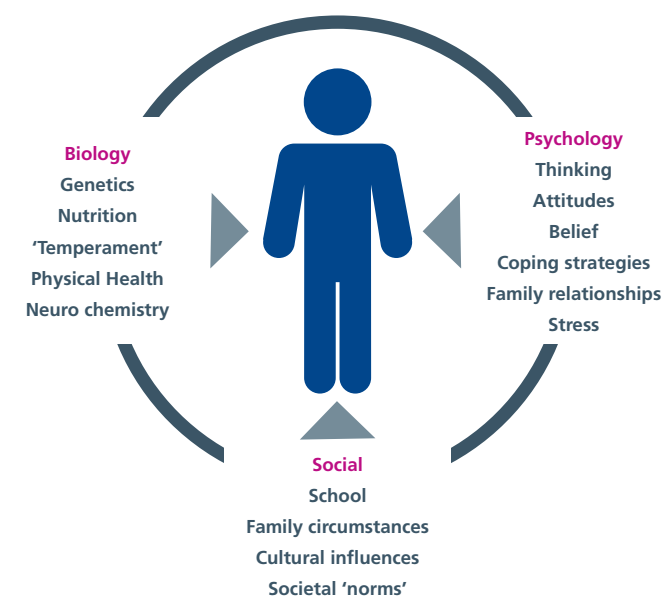 Biology
Genetics
Nutrition
‘Temperament’
Physical Health
Neuro chemistry
Psychology
Thinking
Attitudes
Belief
Coping strategies
Family relationships
Stress
Social
School
Family circumstances
Cultural influences
Societal ‘norms’